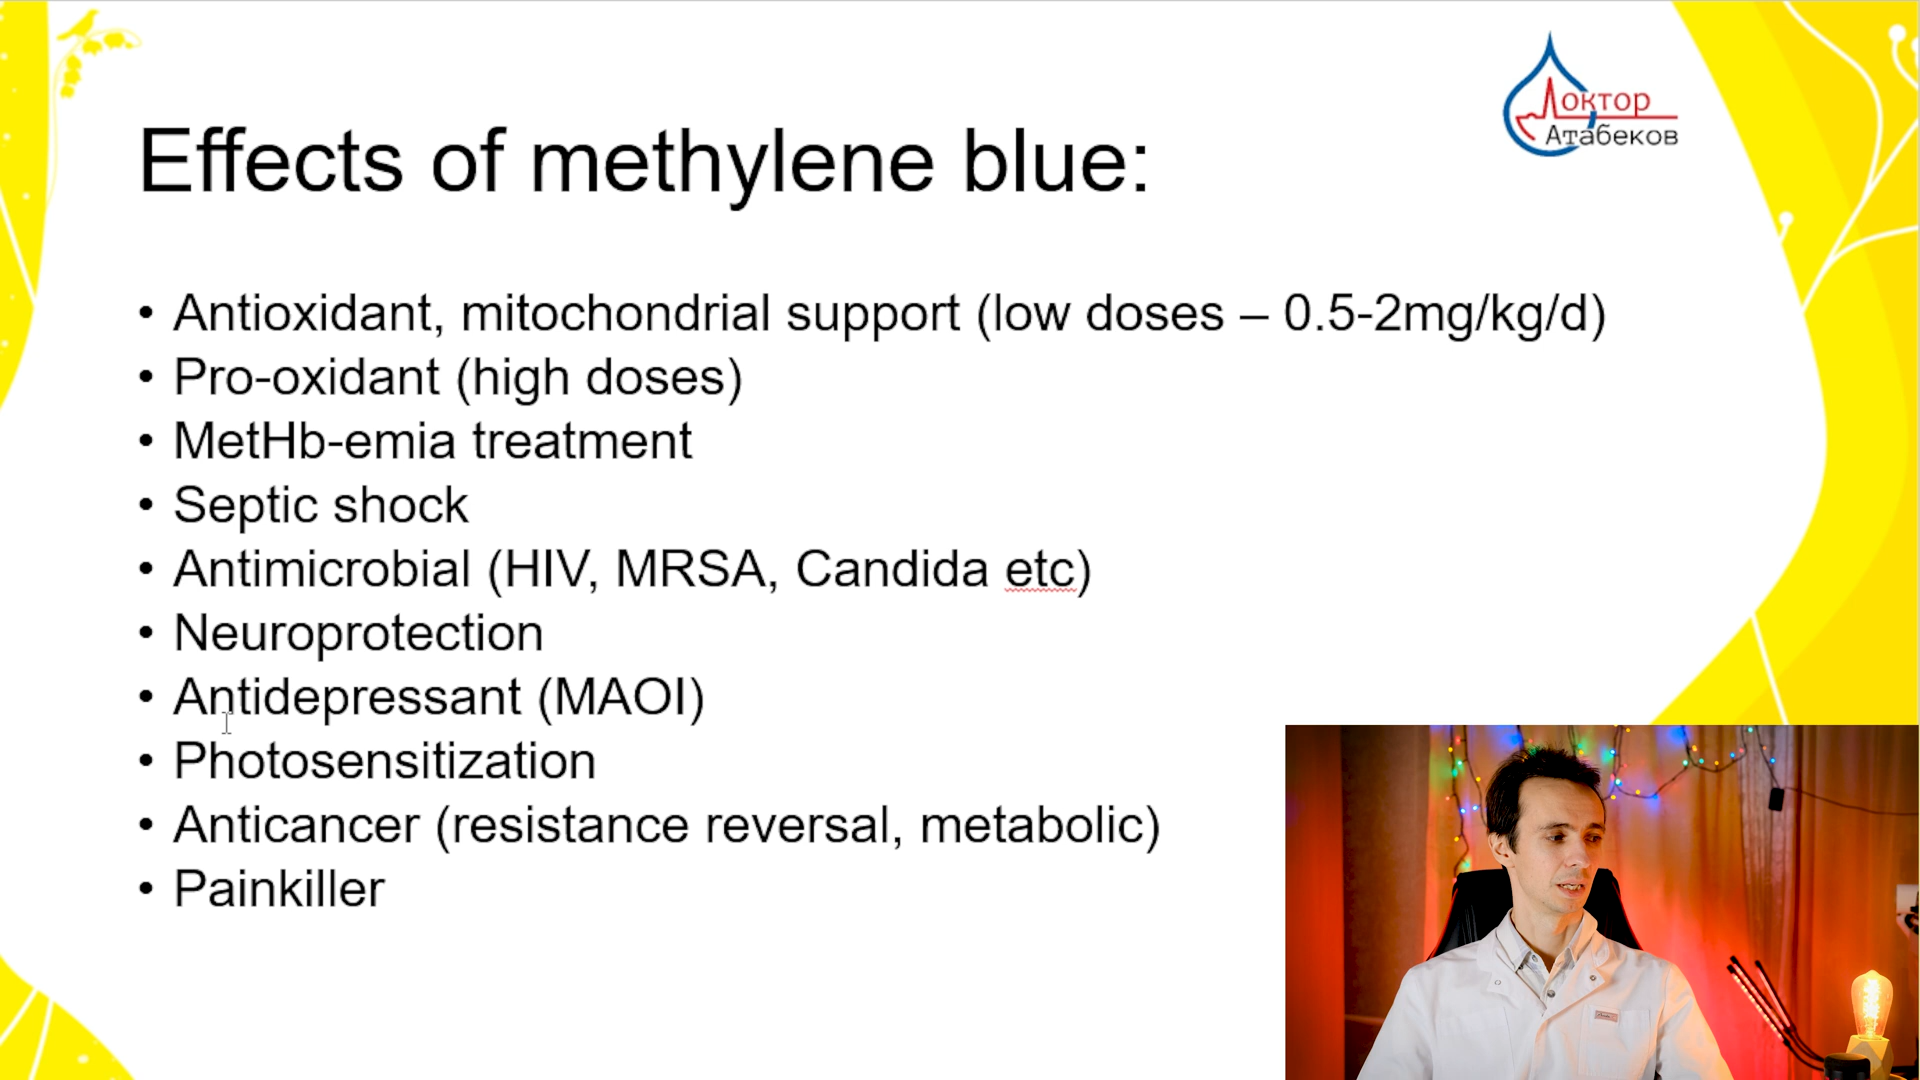 Доктор
Атабеков
Effects of methylene blue:
• Antioxidant, mitochondrial support (low doses – 0.5-2mg/kg/d)
• Pro-oxidant (high doses)
• MetHb-emia treatment
• Septic shock
• Antimicrobial (HIV, MRSA, Candida etc)
• Neuroprotection
• Antidepressant (MAOI)
• Photosensitization
• Anticancer (resistance reversal, metabolic)
• Painkiller